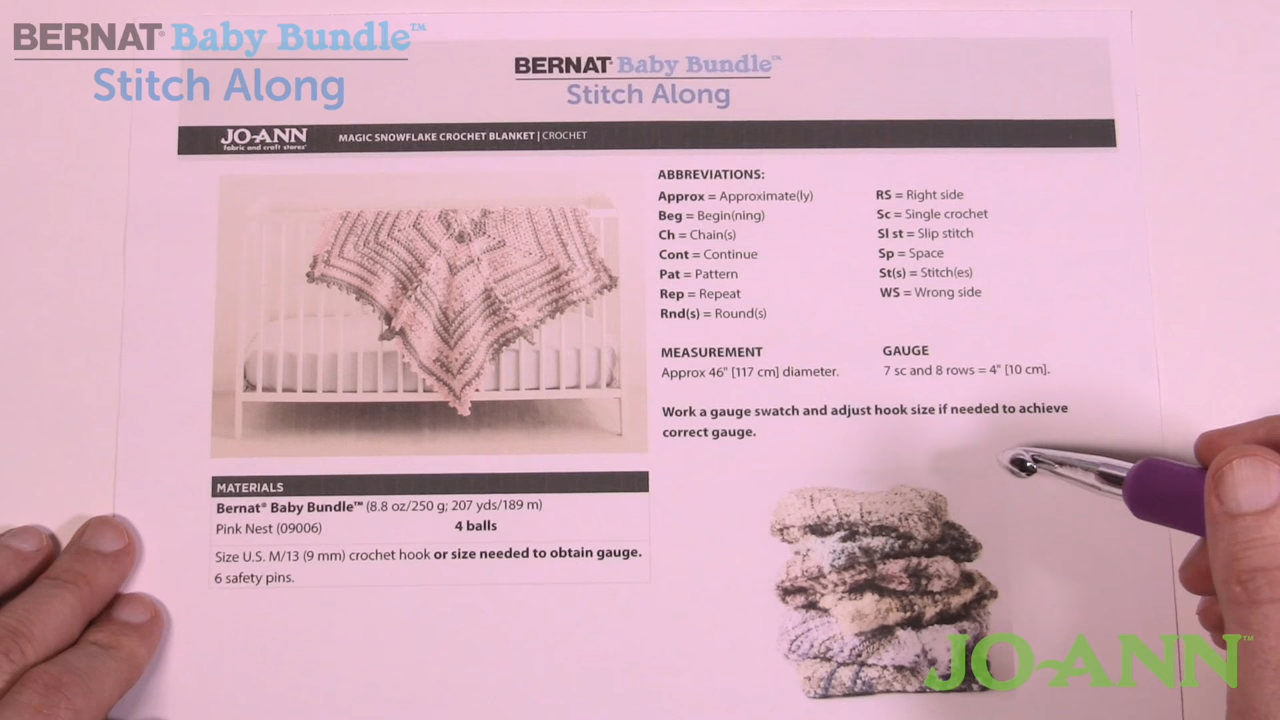 BERNAT® Baby Bundle™
Stitch Along
BERNAT® Baby Bundle™
Stitch Along
JO-ANN
fabric and craft stores®
MAGIC SNOWFLAKE CROCHET BLANKET | CROCHET
ABBREVIATIONS:
Approx = Approximate(ly)
Beg = Begin(ning)
Ch = Chain(s)
Cont = Continue
Pat = Pattern
Rep = Repeat
Rnd(s) = Round(s)
RS = Right side
Sc = Single crochet
Sl st = Slip stitch
Sp = Space
St(s) = Stitch(es)
WS = Wrong side
MEASUREMENT
Approx 46" [117 cm] diameter.
GAUGE
7 sc and 8 rows = 4" [10 cm].
Work a gauge swatch and adjust hook size if needed to achieve
correct gauge.
MATERIALS
Bernat® Baby Bundle™ (8.8 oz/250 g; 207 yds/189 m)
Pink Nest (09006) 4 balls
Size U.S. M/13 (9 mm) crochet hook or size needed to obtain gauge.
6 safety pins.
JO-ANN™